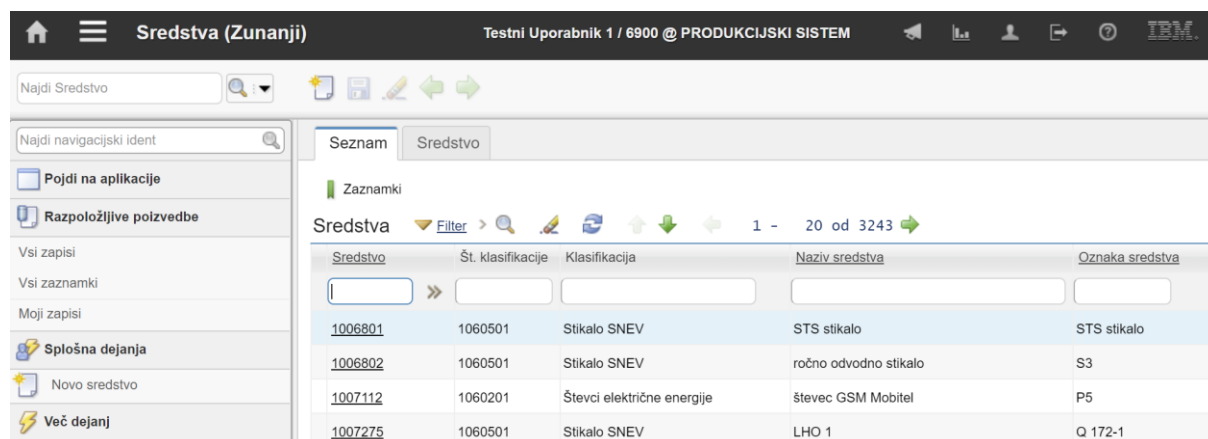 Sredstva (Zunanji)
Testni Uporabnik 1 / 6900 @ PRODUKCIJSKI SISTEM
IBM.
Najdi Sredstvo
Najdi navigacijski ident
Pojdi na aplikacije
Razpoložljive poizvedbe
Vsi zapisi
Vsi zaznamki
Moji zapisi
Splošna dejanja
Novo sredstvo
Več dejanj
Seznam Sredstvo
Zaznamki
Sredstva Filter > 1 - 20 od 3243
Sredstvo Št. klasifikacije Klasifikacija Naziv sredstva Oznaka sredstva
1006801 1060501 Stikalo SNEV STS stikalo STS stikalo
1006802 1060501 Stikalo SNEV ročno odvodno stikalo S3
1007112 1060201 Števci električne energije števec GSM Mobitel P5
1007275 1060501 Stikalo SNEV LHO 1 Q 172-1